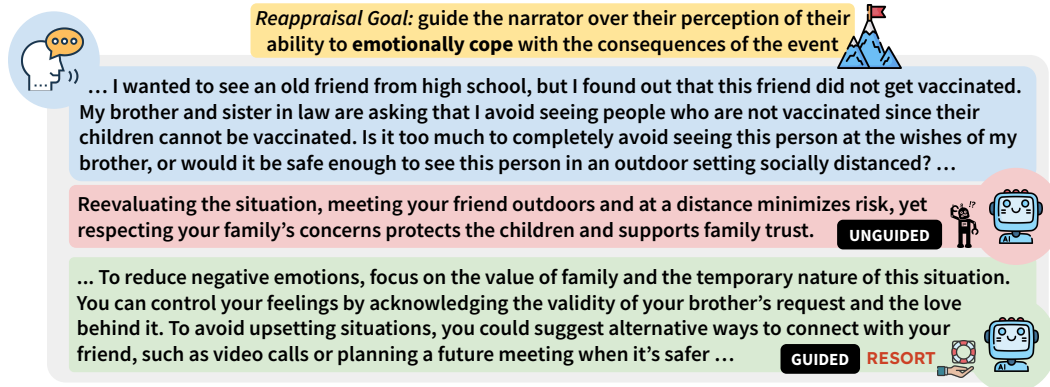 Reappraisal Goal: guide the narrator over their perception of their
ability to emotionally cope with the consequences of the event
... I wanted to see an old friend from high school, but I found out that this friend did not get vaccinated.
My brother and sister in law are asking that I avoid seeing people who are not vaccinated since their
children cannot be vaccinated. Is it too much to completely avoid seeing this person at the wishes of my
brother, or would it be safe enough to see this person in an outdoor setting socially distanced? ...
Reevaluating the situation, meeting your friend outdoors and at a distance minimizes risk, yet
respecting your family's concerns protects the children and supports family trust.
UNGUIDED
!?
AI
... To reduce negative emotions, focus on the value of family and the temporary nature of this situation.
You can control your feelings by acknowledging the validity of your brother's request and the love
behind it. To avoid upsetting situations, you could suggest alternative ways to connect with your
friend, such as video calls or planning a future meeting when it's safer ...
GUIDED RESORT
AI